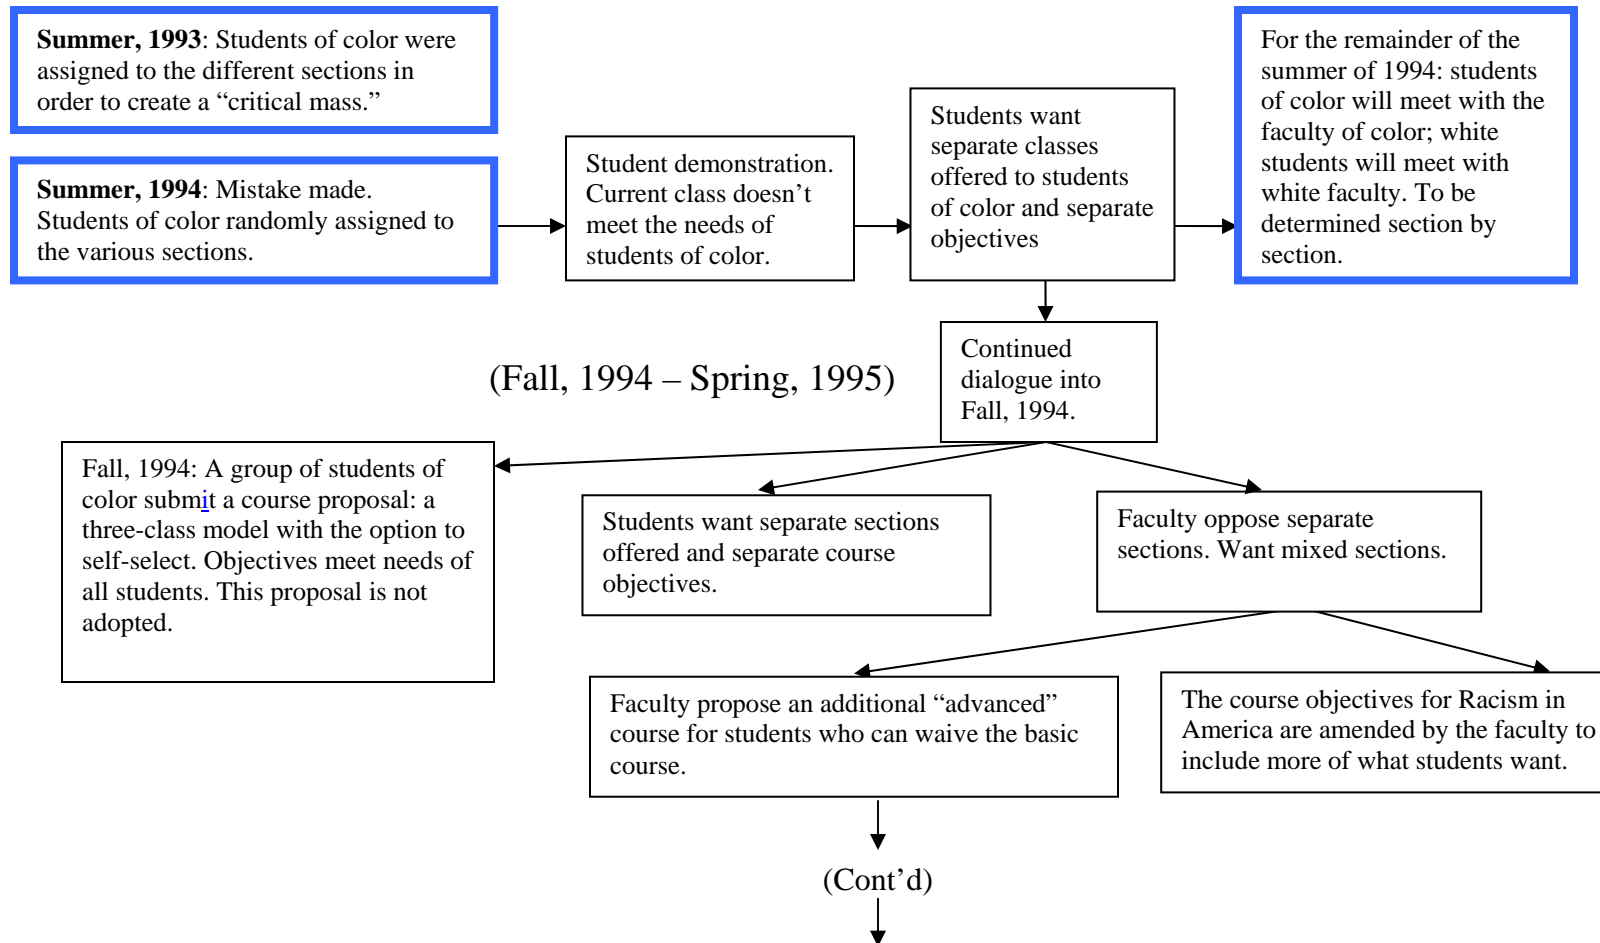 Summer, 1993: Students of color were
assigned to the different sections in
order to create a “critical mass.”
Summer, 1994: Mistake made.
Students of color randomly assigned to
the various sections.
Student demonstration.
Current class doesn’t
meet the needs of
students of color.
Students want
separate classes
offered to students
of color and separate
objectives
For the remainder of the
summer of 1994: students
of color will meet with the
faculty of color; white
students will meet with
white faculty. To be
determined section by
section.
Continued
dialogue into
Fall, 1994.
(Fall, 1994 – Spring, 1995)
Fall, 1994: A group of students of
color submit a course proposal: a
three-class model with the option to
self-select. Objectives meet needs of
all students. This proposal is not
adopted.
Students want separate sections
offered and separate course
objectives.
Faculty oppose separate
sections. Want mixed sections.
Faculty propose an additional “advanced”
course for students who can waive the basic
course.
The course objectives for Racism in
America are amended by the faculty to
include more of what students want.
(Cont’d)